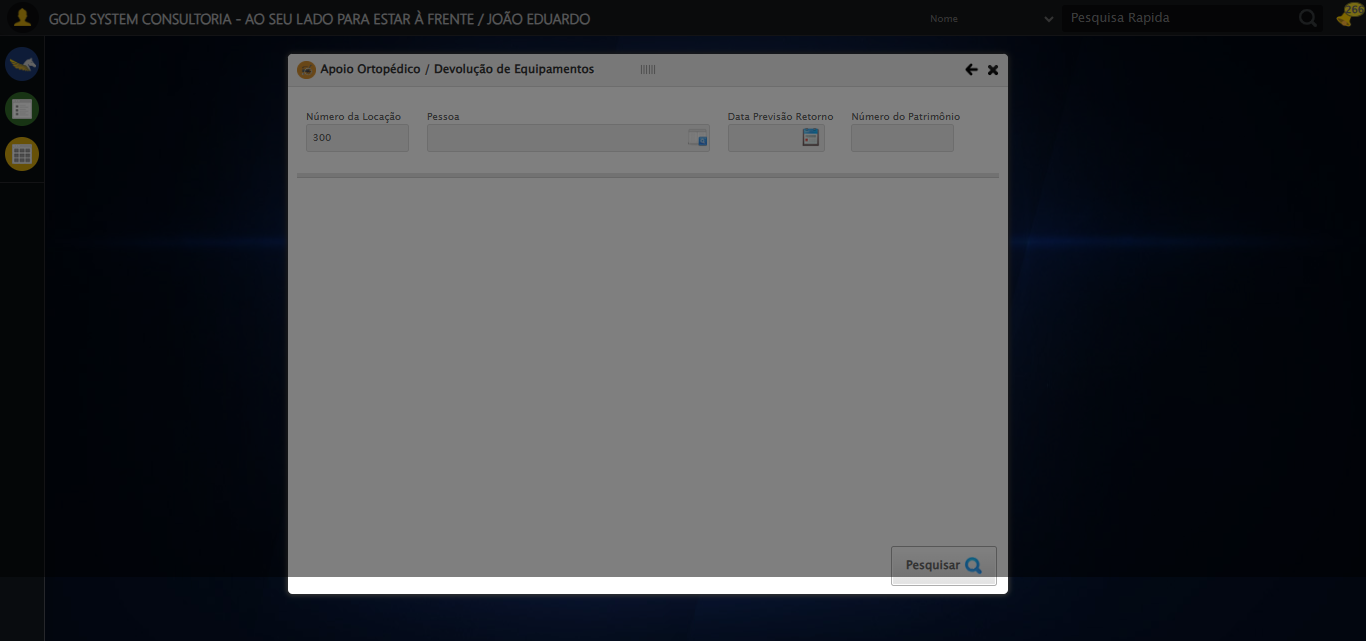 GOLD SYSTEM CONSULTORIA - AO SEU LADO PARA ESTAR À FRENTE / JOÃO EDUARDO
Nome
Pesquisa Rapida
266
Apoio Ortopédico / Devolução de Equipamentos
Número da Locação
Pessoa
Data Previsão Retorno
Número do Patrimônio
300
Pesquisar